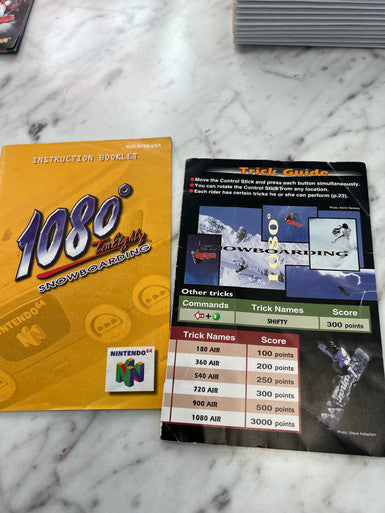 NUS-NTEE-USA
INSTRUCTION BOOKLET
1080°
TenEighty
SNOWBOARDING
NINTENDO 64
NINTENDO 64
N
Trick Guide
Move the Control Stick and press each button simultaneously.
You can rotate the Control Stick from any location.
Each rider has certain tricks he or she can perform (p.23).
1080°
SNOWBOARDING
Other tricks
Commands Trick Names Score
+ SHIFTY 300 points
Trick Names Score
180 AIR 100 points
360 AIR 200 points
540 AIR 250 points
720 AIR 300 points
900 AIR 500 points
1080 AIR 3000 points